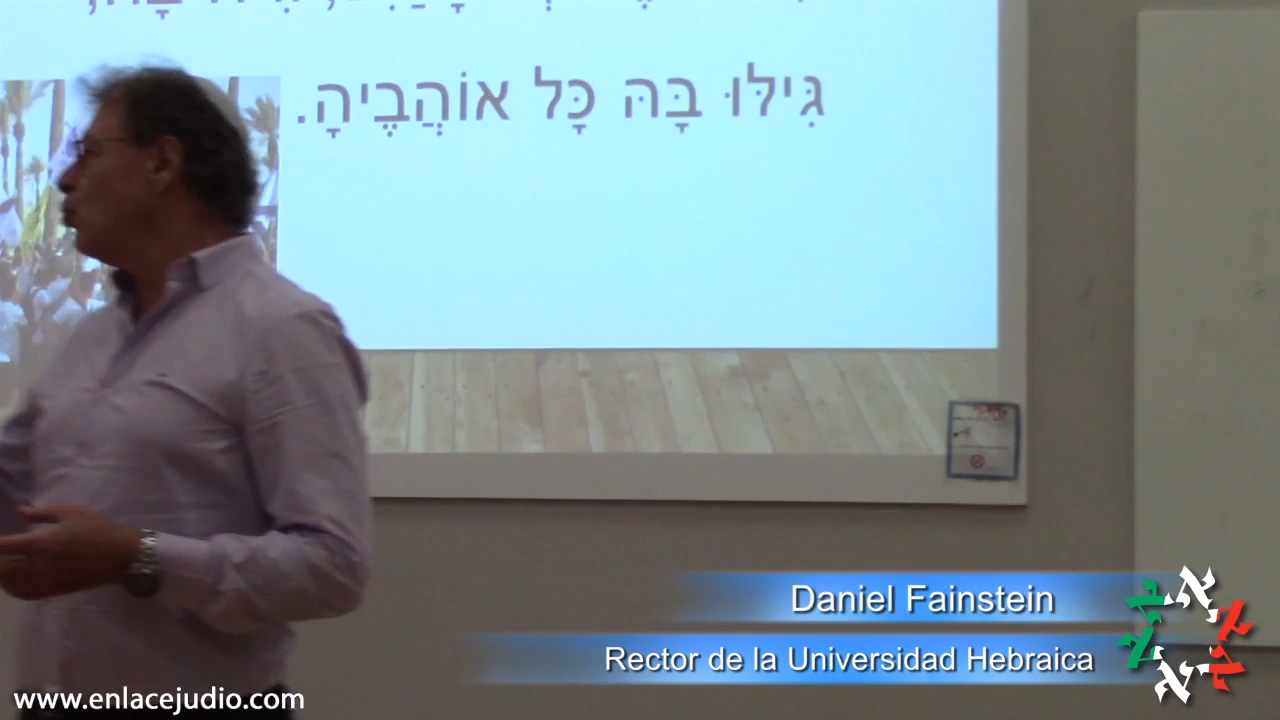 גִּילוּ בָּהּ כָּל אוֹהֲבֶיהָ.
Daniel Fainstein
Rector de la Universidad Hebraica
www.enlacejudio.com